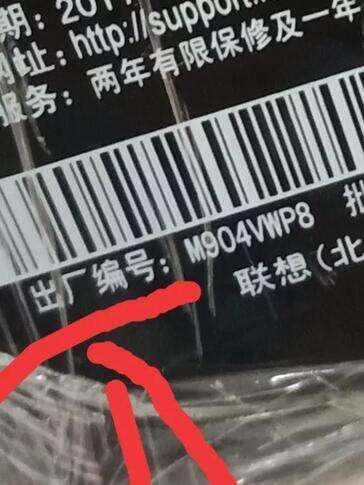 期: 201
网址: http://support.
服务: 两年有限保修及一年
出厂编号: M904VWP8
联想 (北